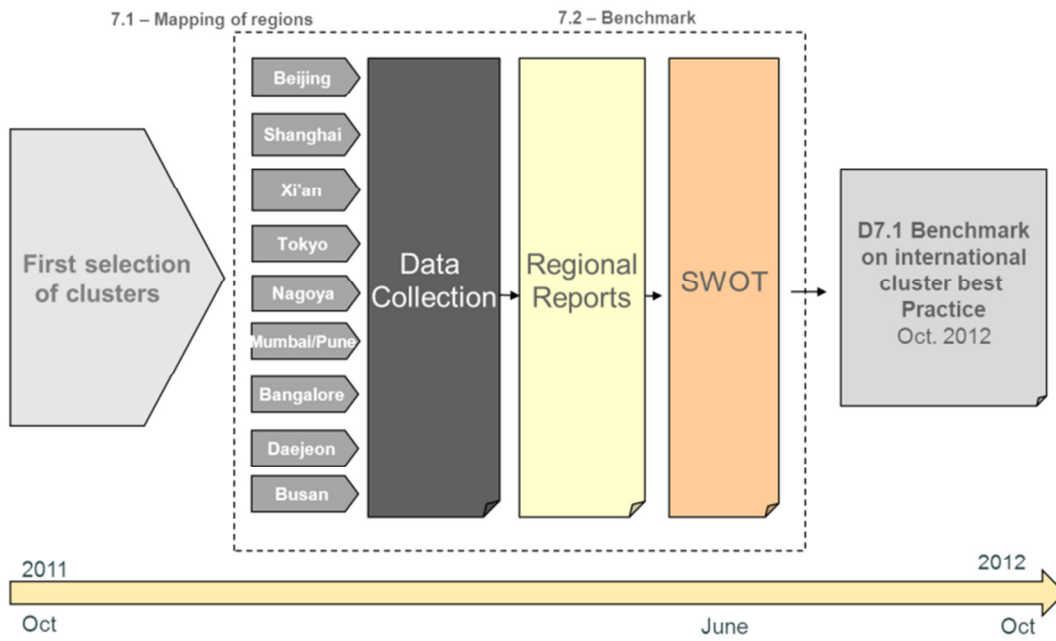 7.1 – Mapping of regions
7.2 – Benchmark
First selection
of clusters
Beijing
Shanghai
Xi'an
Tokyo
Nagoya
Mumbai/Pune
Bangalore
Daejeon
Busan
Data
Collection
Regional
Reports
SWOT
D7.1 Benchmark
on international
cluster best
Practice
Oct. 2012
2011
2012
Oct
June
Oct